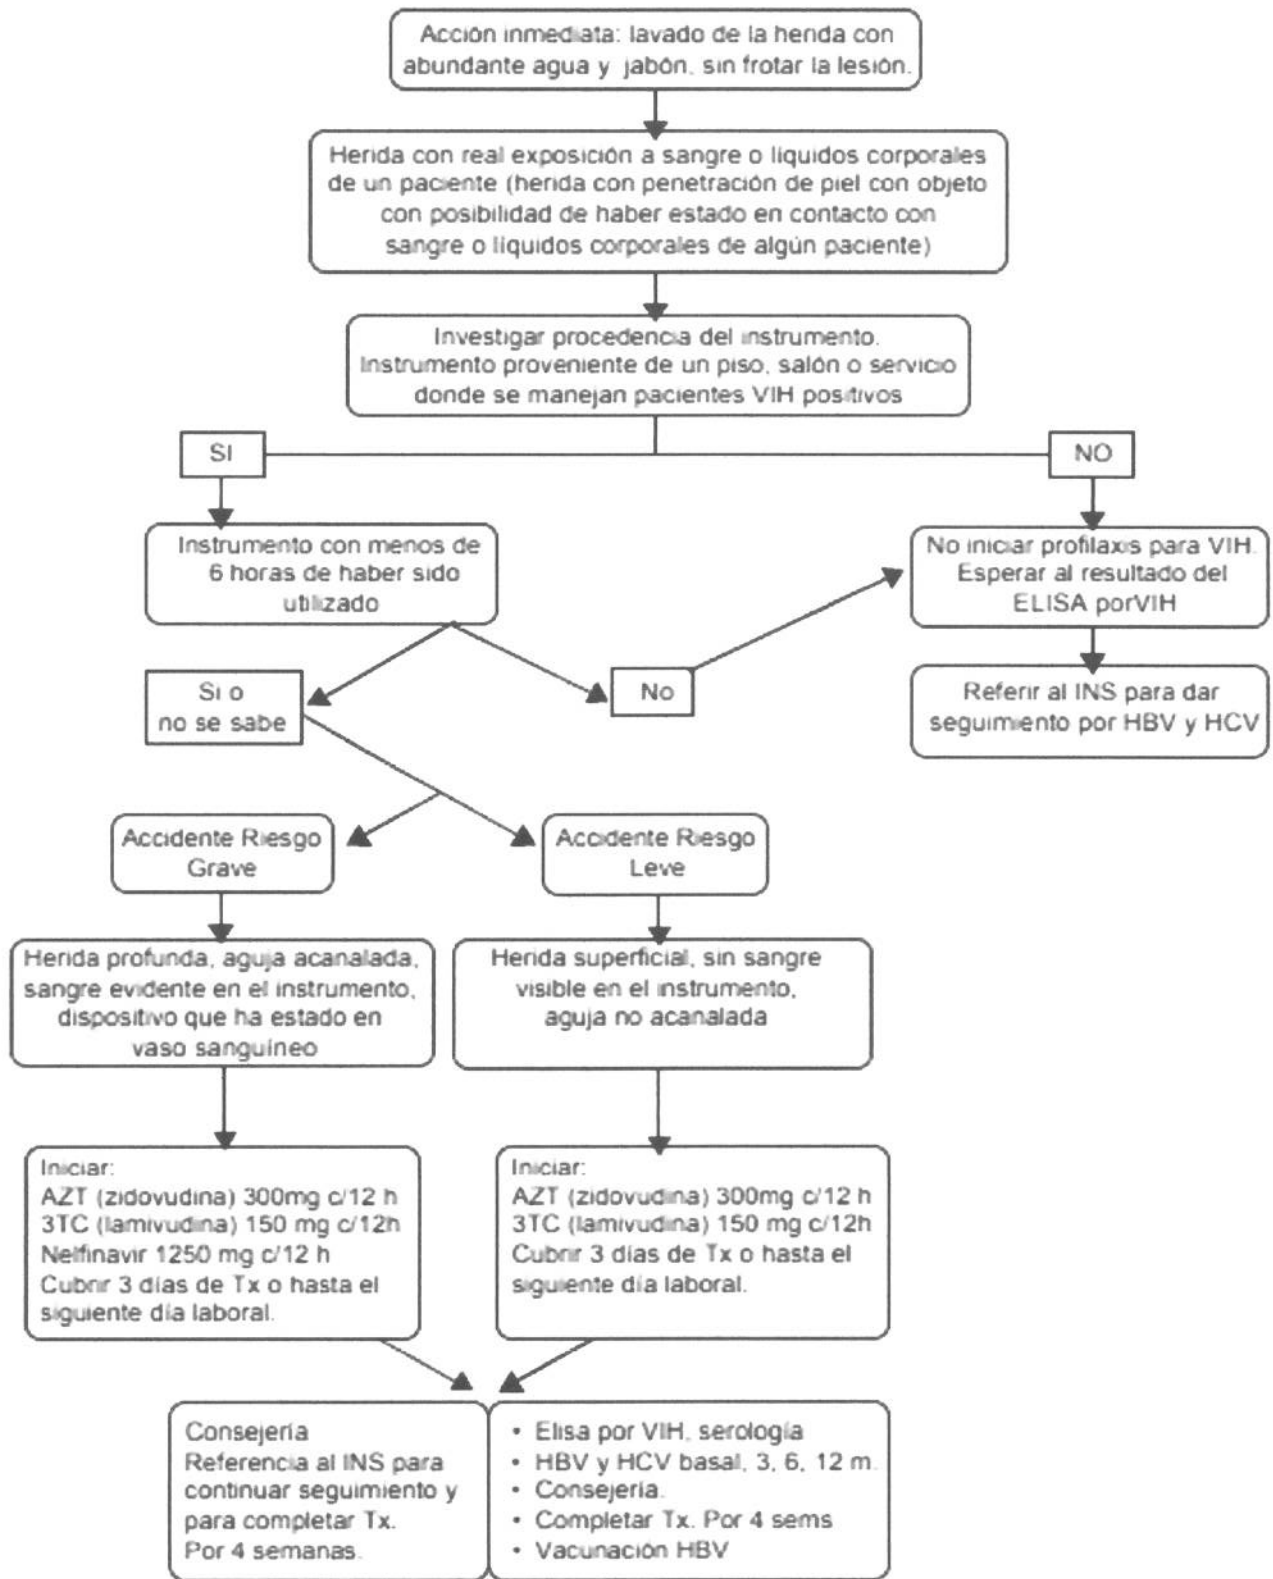 Acción inmediata: lavado de la herida con
abundante agua y jabón, sin frotar la lesión.
Herida con real exposición a sangre o líquidos corporales
de un paciente (herida con penetración de piel con objeto
con posibilidad de haber estado en contacto con
sangre o líquidos corporales de algún paciente)
Investigar procedencia del instrumento.
Instrumento proveniente de un piso, salón o servicio
donde se manejan pacientes VIH positivos
SI
NO
Instrumento con menos de
6 horas de haber sido
utilizado
No iniciar profilaxis para VIH.
Esperar al resultado del
ELISA porVIH
Si o
no se sabe
No
Referir al INS para dar
seguimiento por HBV y HCV
Accidente Riesgo
Grave
Accidente Riesgo
Leve
Herida profunda, aguja acanalada,
sangre evidente en el instrumento,
dispositivo que ha estado en
vaso sanguíneo
Herida superficial, sin sangre
visible en el instrumento,
aguja no acanalada
Iniciar:
AZT (zidovudina) 300mg c/12 h
3TC (lamivudina) 150 mg c/12h
Nelfinavir 1250 mg c/12 h
Cubrir 3 días de Tx o hasta el
siguiente día laboral.
Iniciar:
AZT (zidovudina) 300mg c/12 h
3TC (lamivudina) 150 mg c/12h
Cubrir 3 días de Tx o hasta el
siguiente día laboral.
Consejería
Referencia al INS para
continuar seguimiento y
para completar Tx.
Por 4 semanas.
• Elisa por VIH, serología
• HBV y HCV basal, 3, 6, 12 m.
• Consejería.
• Completar Tx. Por 4 sems
• Vacunación HBV